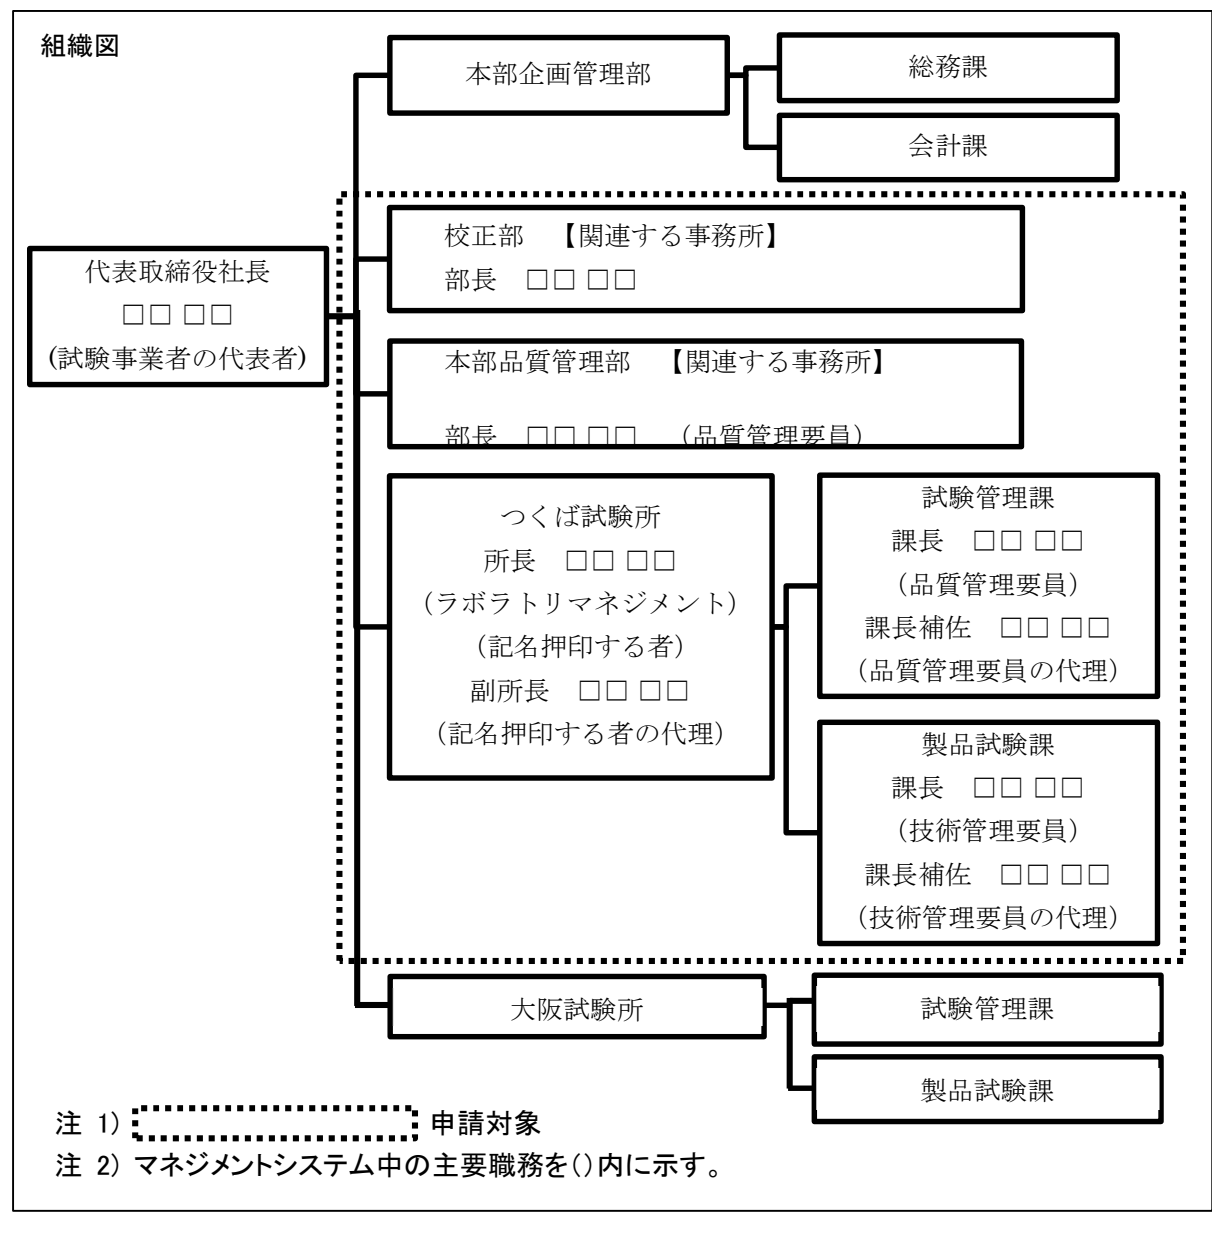 組織図
本部企画管理部
総務課
会計課
代表取締役社長
□□ □□
(試験事業者の代表者)
校正部　【関連する事務所】
部長　□□ □□
本部品質管理部　【関連する事務所】
部長　□□ □□　（品質管理要員）
つくば試験所
所長　□□ □□
（ラボラトリマネジメント）
（記名押印する者）
副所長　□□ □□
（記名押印する者の代理）
試験管理課
課長　□□ □□
（品質管理要員）
課長補佐　□□ □□
（品質管理要員の代理）
製品試験課
課長　□□ □□
（技術管理要員）
課長補佐　□□ □□
（技術管理要員の代理）
大阪試験所
試験管理課
製品試験課
注 1) 申請対象
注 2) マネジメントシステム中の主要職務を()内に示す。